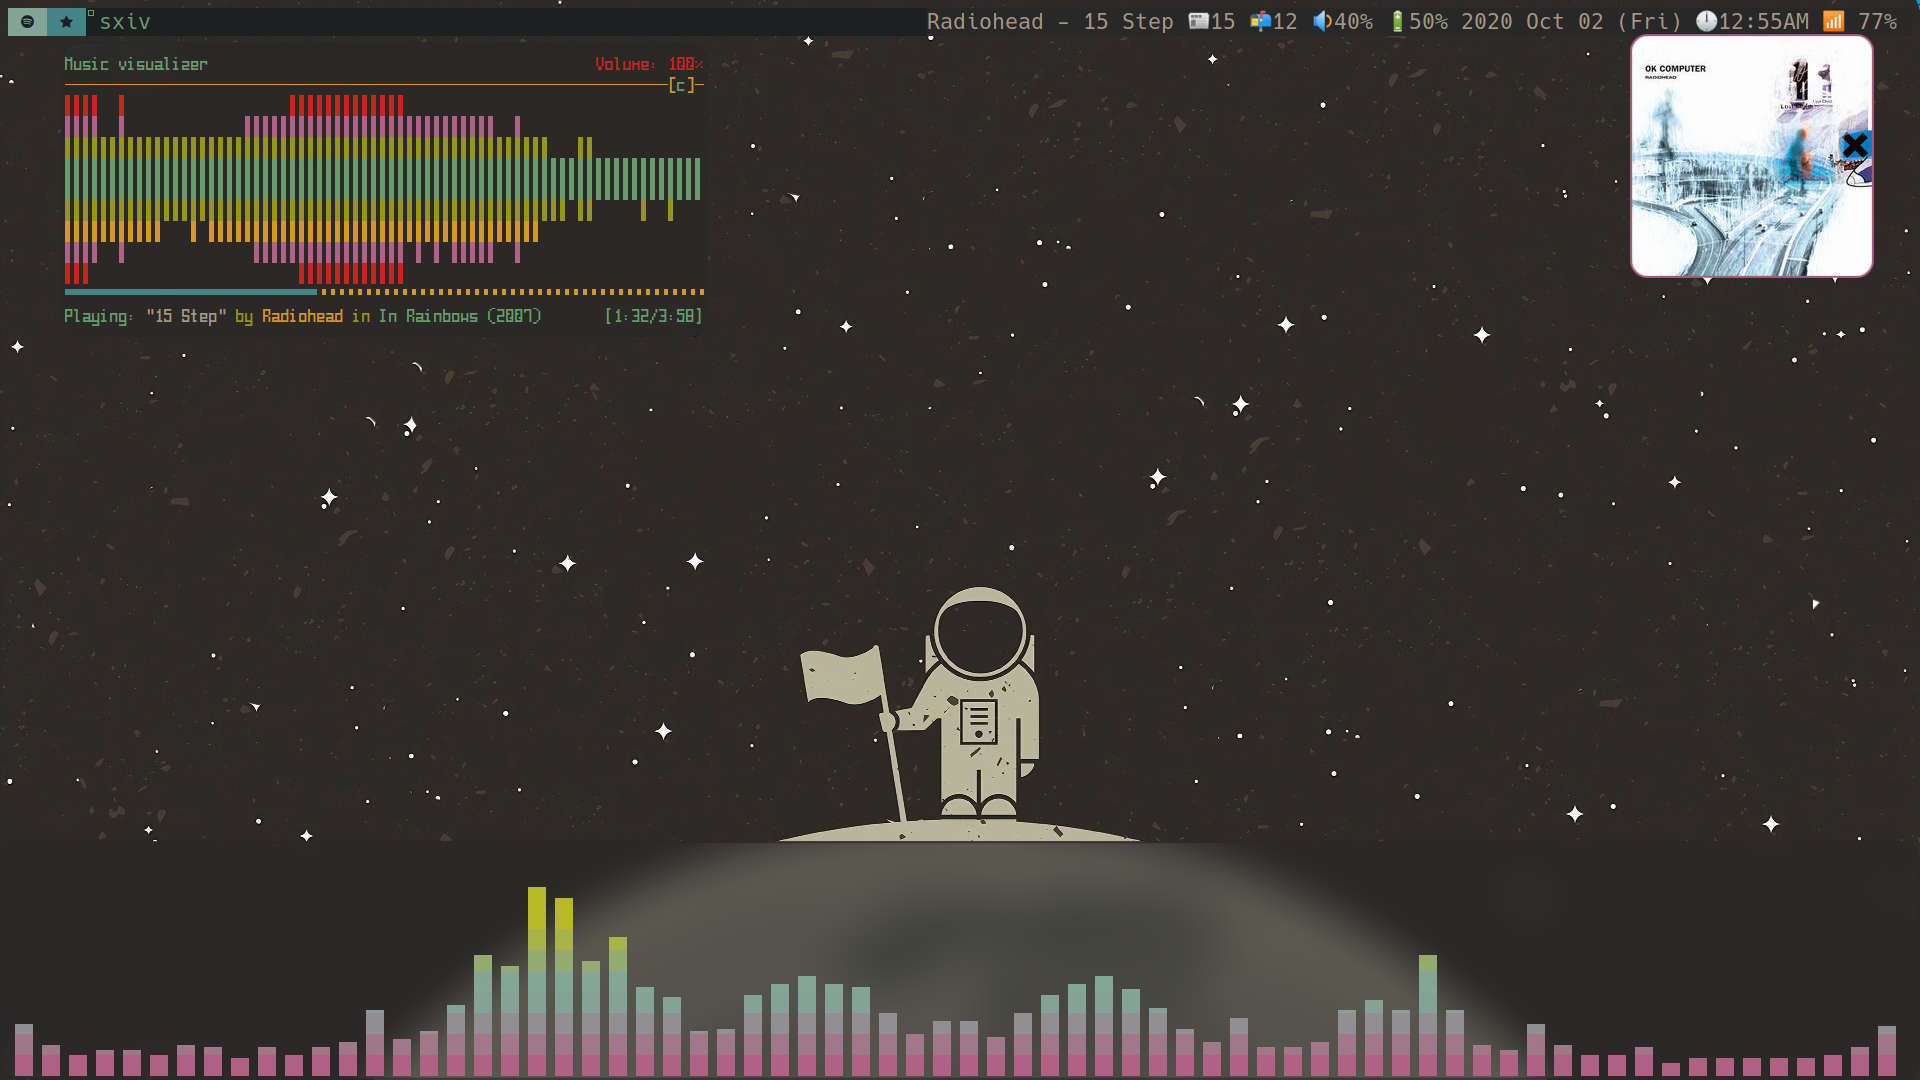 sxiv
Radiohead - 15 Step 15 12 40% 50% 2020 Oct 02 (Fri) 12:55AM 77%
Music visualizer Volume: 100%
[c]
Playing: "15 Step" by Radiohead in In Rainbows (2007) [1:32/3:58]
OK COMPUTER
RADIOHEAD